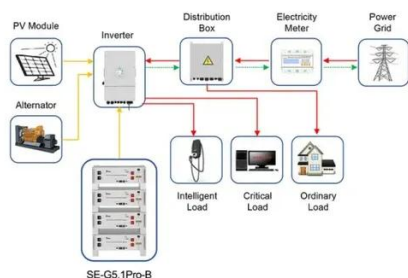 PV Module
Inverter
Distribution
Box
Electricity
Meter
Power
Grid
Alternator
Intelligent
Load
Critical
Load
Ordinary
Load
SE-G5.1Pro-B